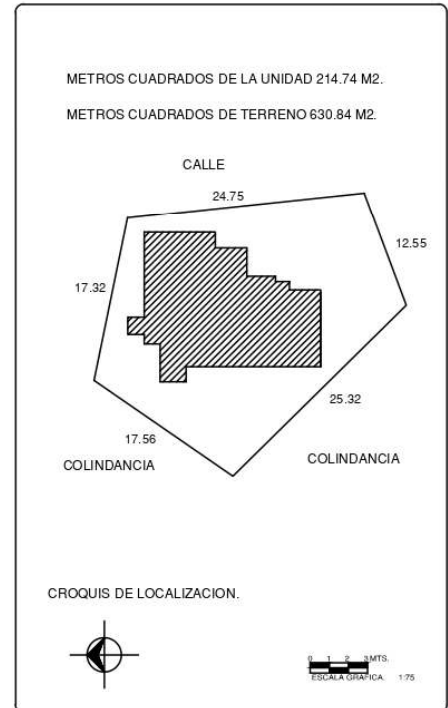 METROS CUADRADOS DE LA UNIDAD 214.74 M2.
METROS CUADRADOS DE TERRENO 630.84 M2.
CALLE
24.75
12.55
17.32
25.32
17.56
COLINDANCIA
COLINDANCIA
CROQUIS DE LOCALIZACION.
0 1 2 3 MTS.
ESCALA GRAFICA. 1:75